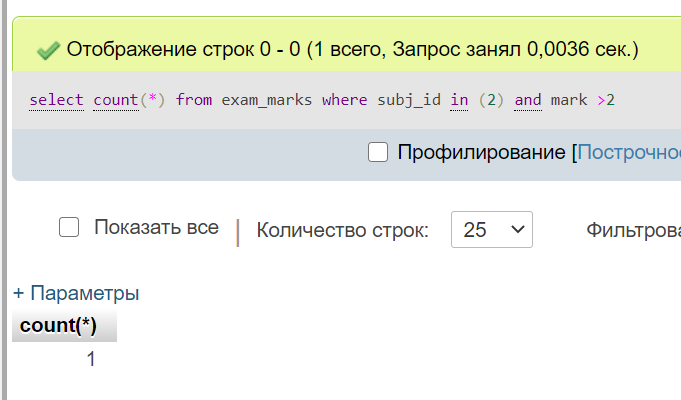 Отображение строк 0 - 0 (1 всего, Запрос занял 0,0036 сек.)
select count(*) from exam_marks where subj_id in (2) and mark >2
Профилирование [Построчно
Показать все | Количество строк: 25 Фильтрова
+ Параметры
count(*)
1